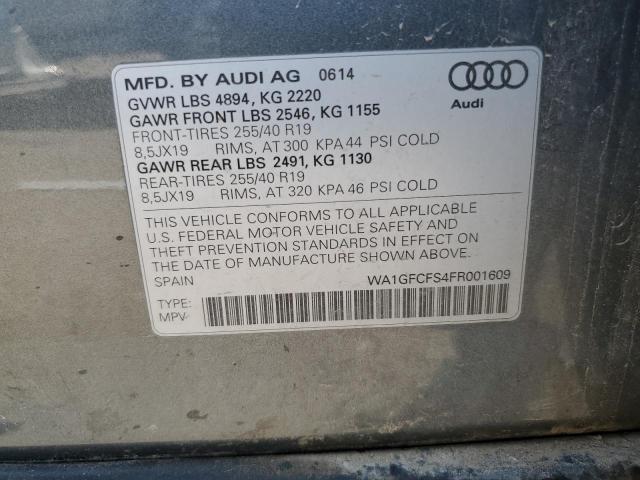 MFD. BY AUDI AG 0614
GVWR LBS 4894, KG 2220
GAWR FRONT LBS 2546, KG 1155
FRONT-TIRES 255/40 R19
8,5JX19 RIMS, AT 300 KPA 44 PSI COLD
GAWR REAR LBS 2491, KG 1130
REAR-TIRES 255/40 R19
8,5JX19 RIMS, AT 320 KPA 46 PSI COLD
Audi
THIS VEHICLE CONFORMS TO ALL APPLICABLE
U.S. FEDERAL MOTOR VEHICLE SAFETY AND
THEFT PREVENTION STANDARDS IN EFFECT ON
THE DATE OF MANUFACTURE SHOWN ABOVE.
SPAIN WA1GFCFS4FR001609
TYPE:
MPV